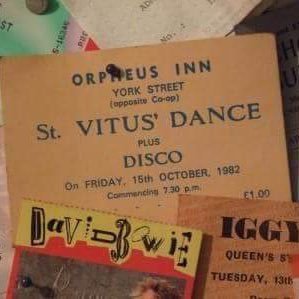 ORPHEUS INN
YORK STREET
(opposite Co-op)
St. VITUS' DANCE
PLUS
DISCO
On FRIDAY, 15th OCTOBER, 1982
Commencing 7.30 p.m.
£1.00
DaviD BoWiE
IGGY
QUEEN'S S
TUESDAY, 13th